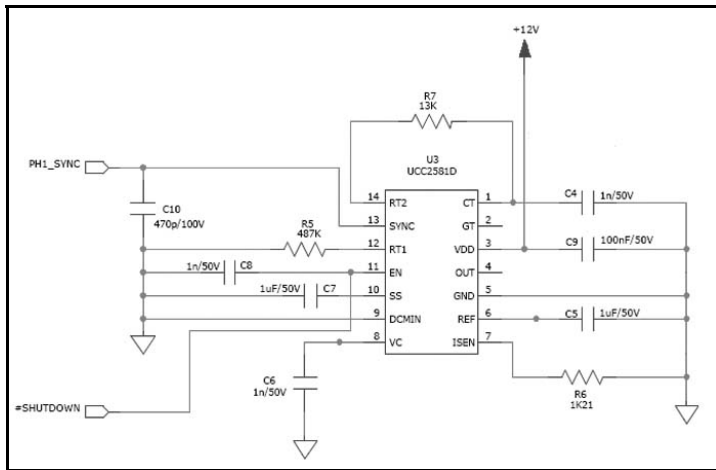 +12V
R7
13K
U3
UCC2581D
PH1_SYNC
C10
470p/100V
14 RT2 CT 1
13 SYNC GT 2
12 RT1 VDD 3
11 EN OUT 4
10 SS GND 5
9 DCMIN REF 6
8 VC ISEN 7
C4 1n/50V
R5
487K
C9 100nF/50V
1n/50V C8
1uF/50V C7
C5 1uF/50V
C6
1n/50V
R6
1K21
#SHUTDOWN